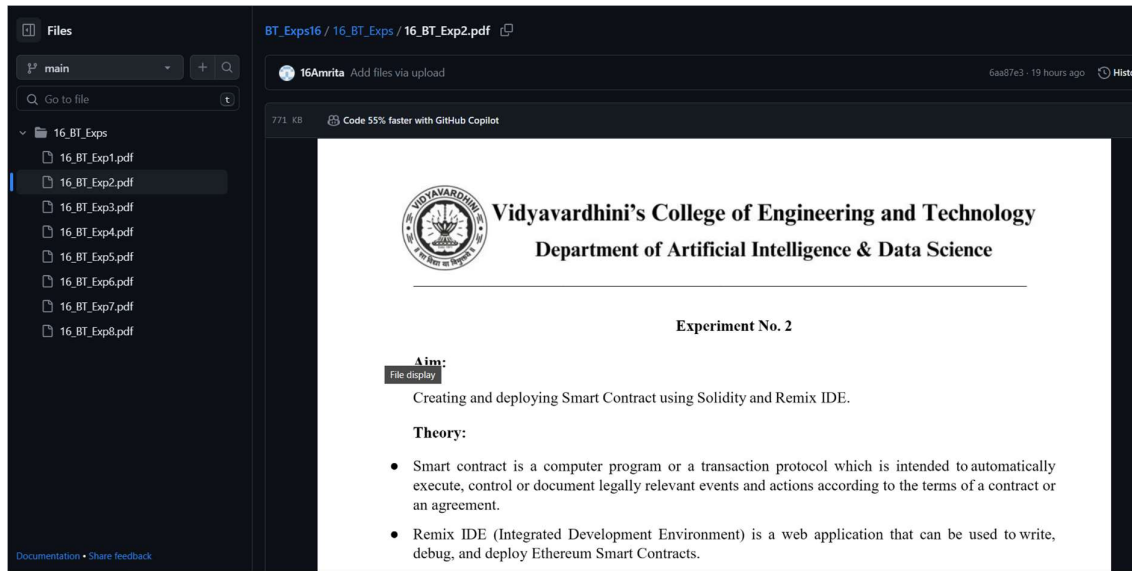 Files
main
Go to file
t
16_BT_Exps
16_BT_Exp1.pdf
16_BT_Exp2.pdf
16_BT_Exp3.pdf
16_BT_Exp4.pdf
16_BT_Exp5.pdf
16_BT_Exp6.pdf
16_BT_Exp7.pdf
16_BT_Exp8.pdf
Documentation • Share feedback
BT_Exps16 / 16_BT_Exps / 16_BT_Exp2.pdf
16Amrita Add files via upload
6aa87e3 · 19 hours ago
771 KB
Code 55% faster with GitHub Copilot
VIDYAVARDHINI
Vidyavardhini's College of Engineering and Technology
Department of Artificial Intelligence & Data Science
Experiment No. 2
Aim:
File display
Creating and deploying Smart Contract using Solidity and Remix IDE.
Theory:
● Smart contract is a computer program or a transaction protocol which is intended to automatically
execute, control or document legally relevant events and actions according to the terms of a contract or
an agreement.
● Remix IDE (Integrated Development Environment) is a web application that can be used to write,
debug, and deploy Ethereum Smart Contracts.